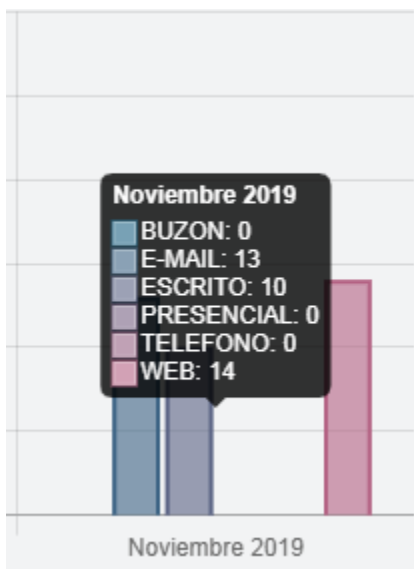 Noviembre 2019
BUZON: 0
E-MAIL: 13
ESCRITO: 10
PRESENCIAL: 0
TELEFONO: 0
WEB: 14
Noviembre 2019